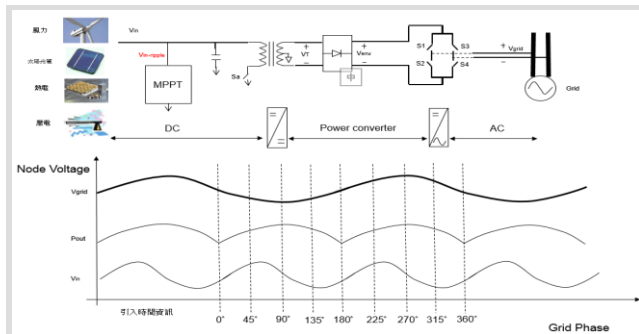 風力
Vin
太陽光電
熱電
壓電
Vin-ripple
MPPT
Sa
VT
Venv
S1
S2
S3
S4
Vgrid
Grid
DC
Power converter
AC
Node Voltage
Vgrid
Pout
Vin
引入時間資訊
0°
45°
90°
135°
180°
225°
270°
315°
360°
Grid Phase